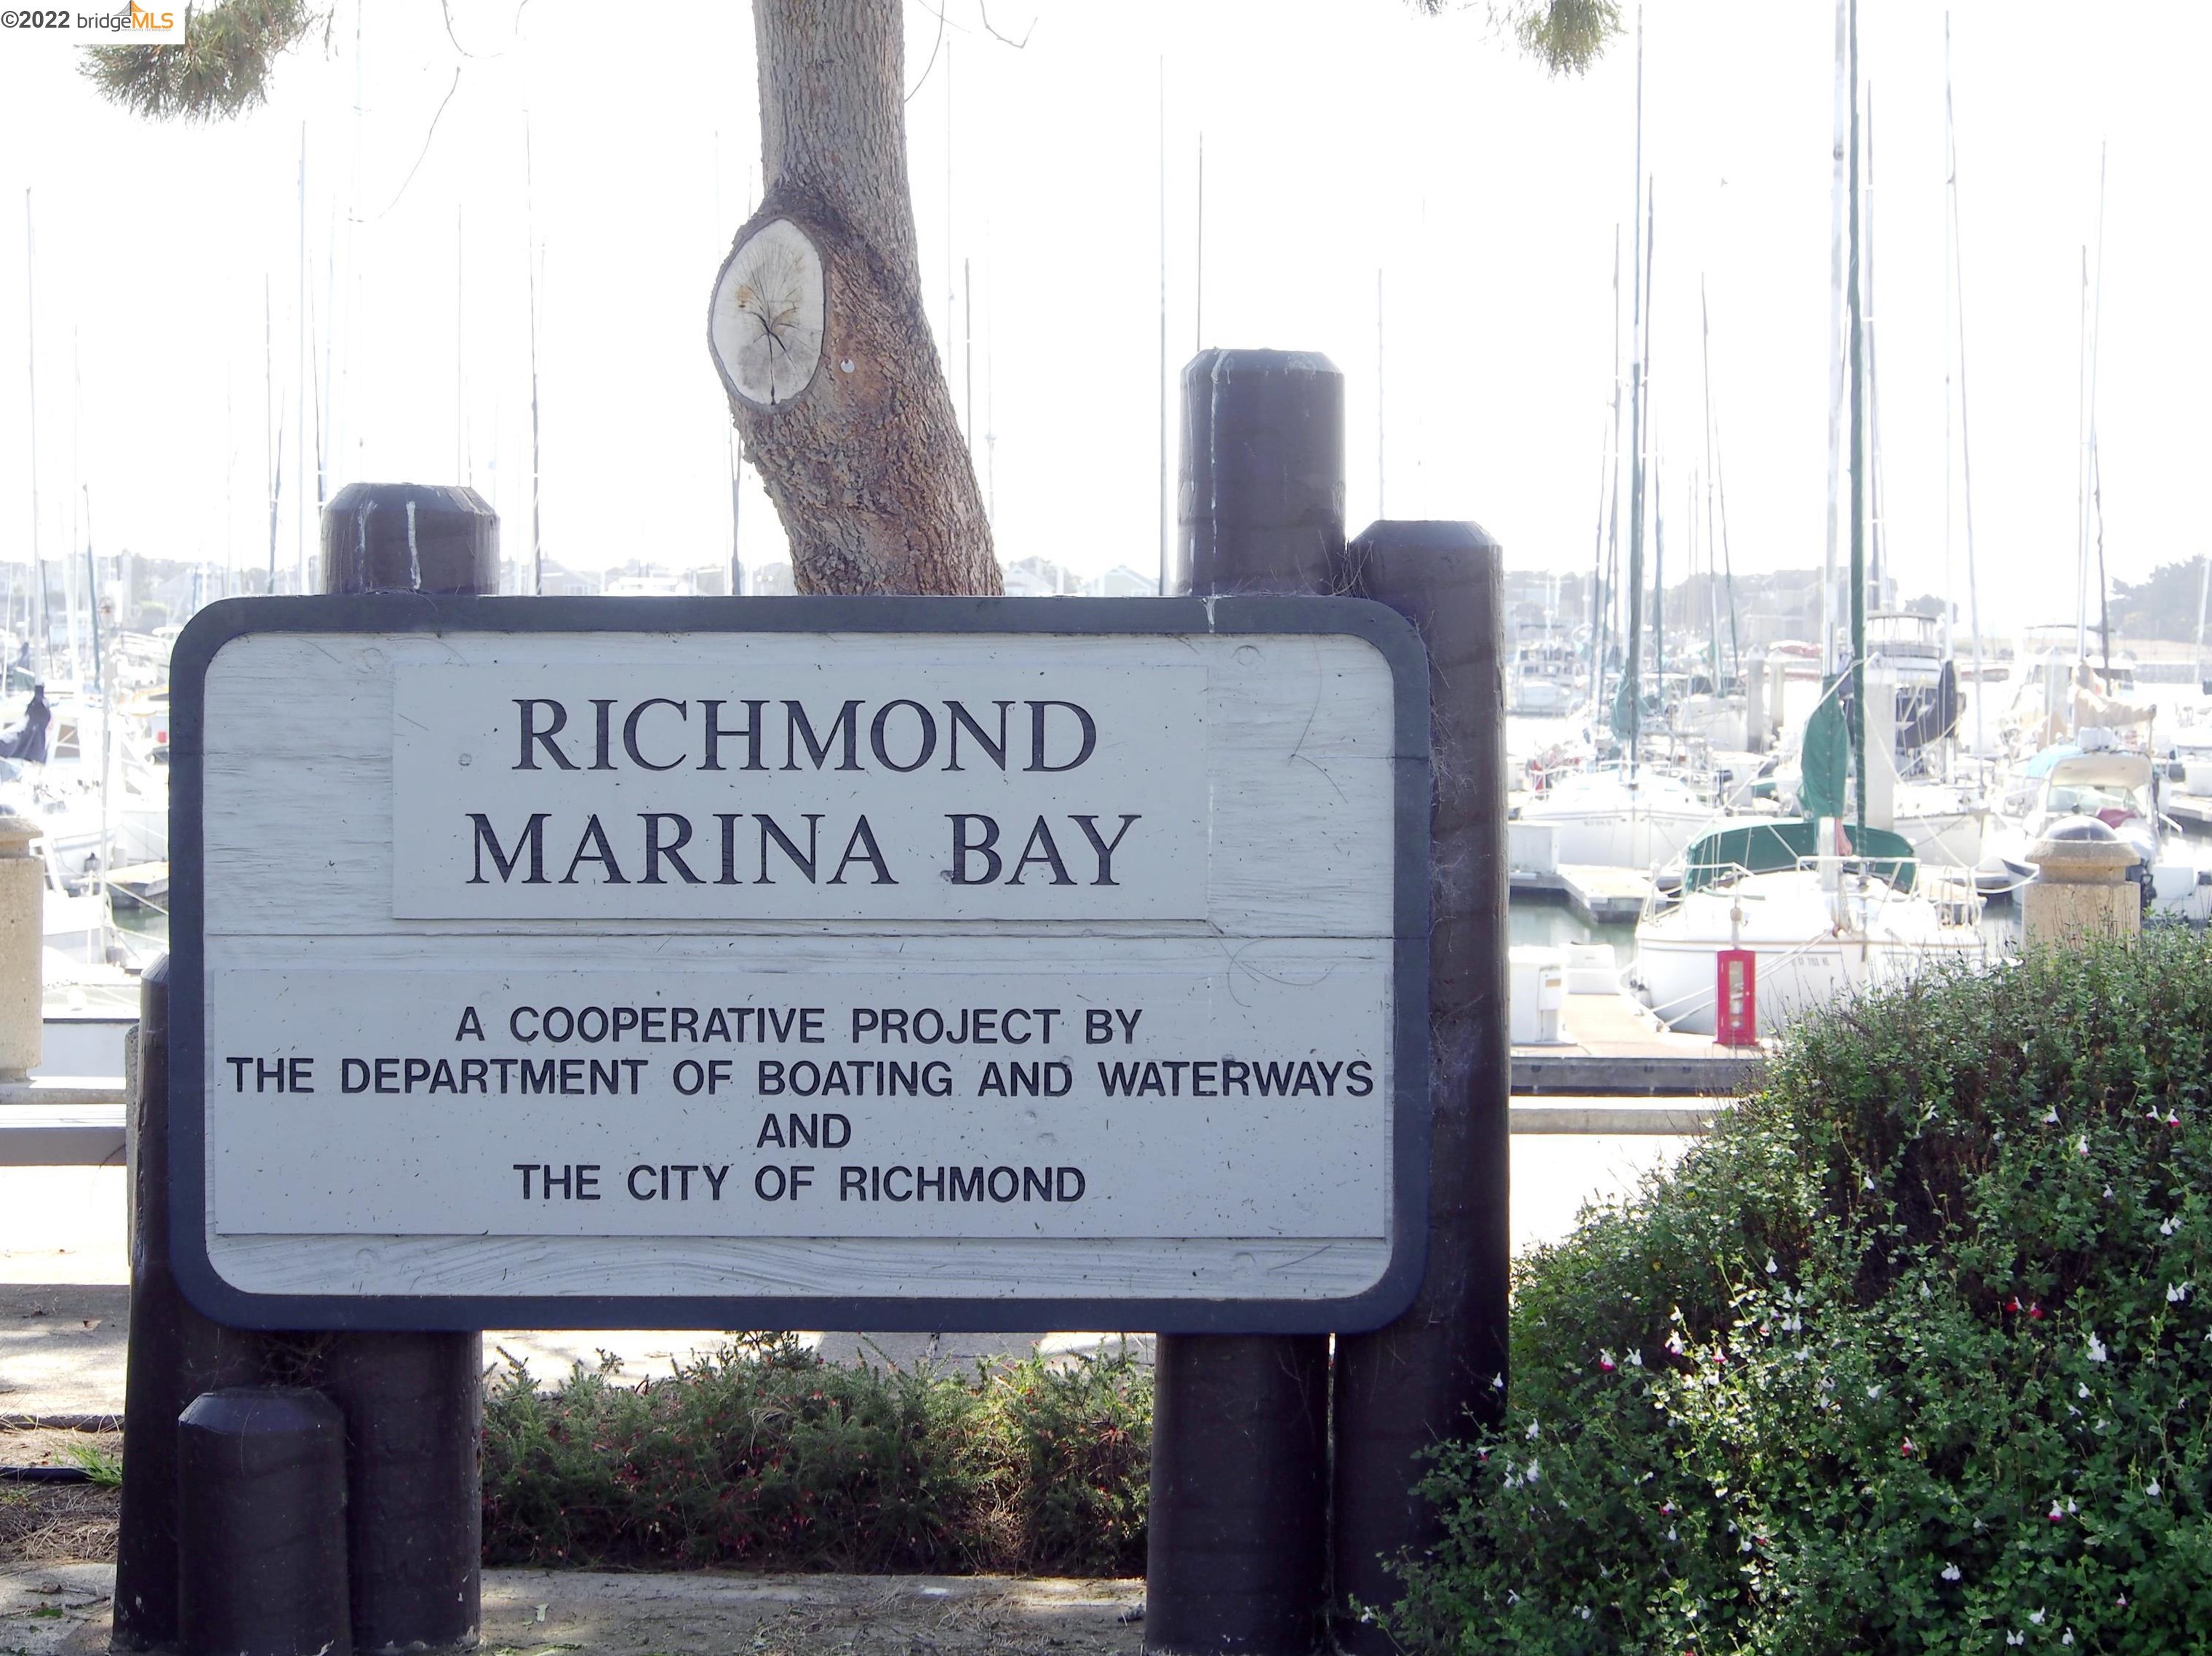 ©2022 bridgeMLS
RICHMOND
MARINA BAY
A COOPERATIVE PROJECT BY
THE DEPARTMENT OF BOATING AND WATERWAYS
AND
THE CITY OF RICHMOND